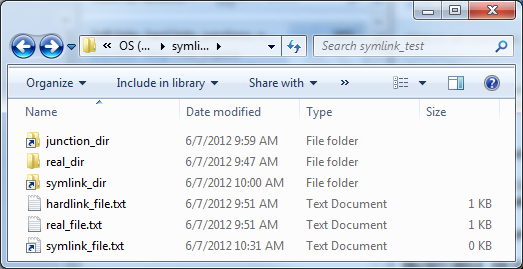 « OS (... ▸ symli... ▸ Search symlink_test
Organize Include in library Share with »
Name Date modified Type Size
junction_dir 6/7/2012 9:59 AM File folder
real_dir 6/7/2012 9:47 AM File folder
symlink_dir 6/7/2012 10:00 AM File folder
hardlink_file.txt 6/7/2012 9:51 AM Text Document 1 KB
real_file.txt 6/7/2012 9:51 AM Text Document 1 KB
symlink_file.txt 6/7/2012 10:31 AM Text Document 0 KB